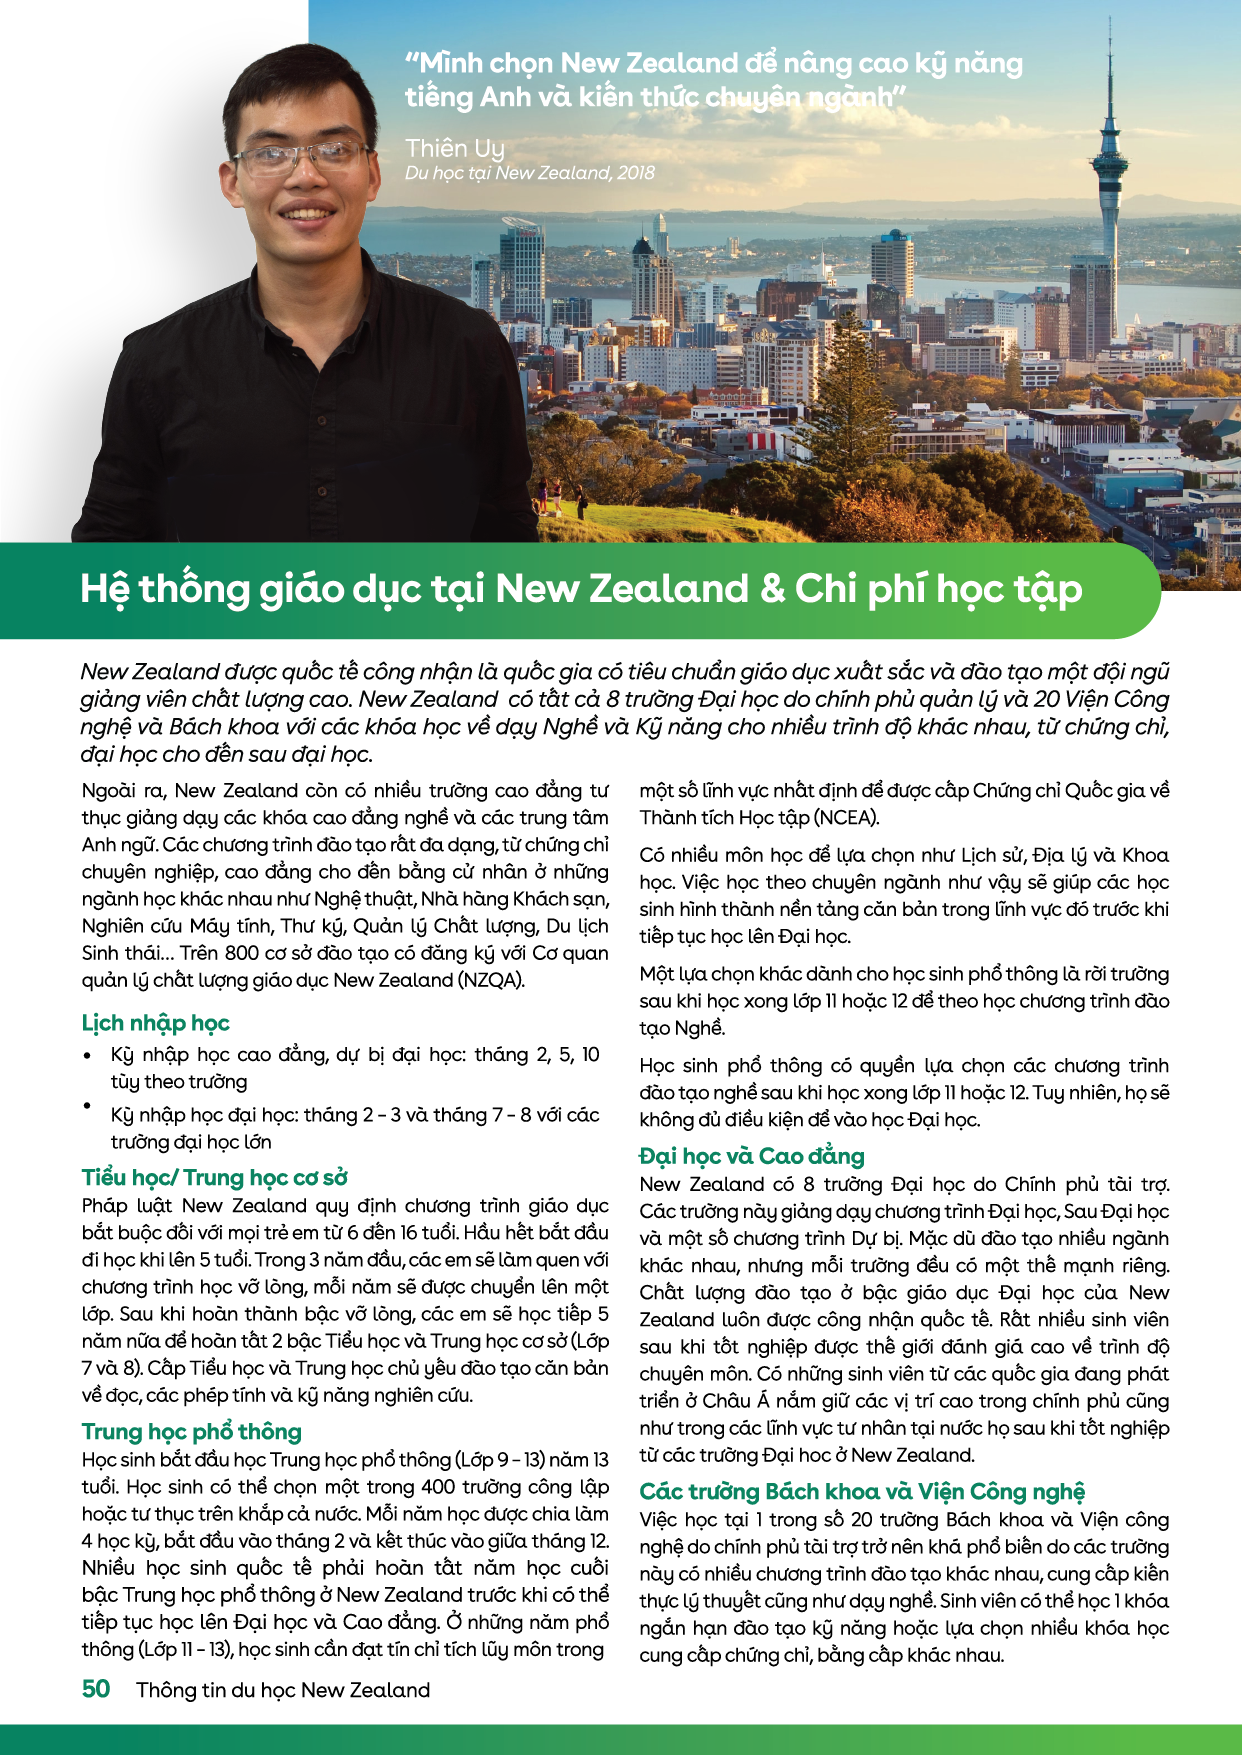 “Mình chọn New Zealand để nâng cao kỹ năng
tiếng Anh và kiến thức chuyên ngành”
Thiên Uy
Du học tại New Zealand, 2018
Hệ thống giáo dục tại New Zealand & Chi phí học tập
New Zealand được quốc tế công nhận là quốc gia có tiêu chuẩn giáo dục xuất sắc và đào tạo một đội ngũ
giảng viên chất lượng cao. New Zealand có tất cả 8 trường Đại học do chính phủ quản lý và 20 Viện Công
nghệ và Bách khoa với các khóa học về dạy Nghề và Kỹ năng cho nhiều trình độ khác nhau, từ chứng chỉ,
đại học cho đến sau đại học.
Ngoài ra, New Zealand còn có nhiều trường cao đẳng tư
thục giảng dạy các khóa cao đẳng nghề và các trung tâm
Anh ngữ. Các chương trình đào tạo rất đa dạng, từ chứng chỉ
chuyên nghiệp, cao đẳng cho đến bằng cử nhân ở những
ngành học khác nhau như Nghệ thuật, Nhà hàng Khách sạn,
Nghiên cứu Máy tính, Thư ký, Quản lý Chất lượng, Du lịch
Sinh thái... Trên 800 cơ sở đào tạo có đăng ký với Cơ quan
quản lý chất lượng giáo dục New Zealand (NZQA).
Lịch nhập học
• Kỳ nhập học cao đẳng, dự bị đại học: tháng 2, 5, 10
tùy theo trường
• Kỳ nhập học đại học: tháng 2 – 3 và tháng 7 – 8 với các
trường đại học lớn
Tiểu học/ Trung học cơ sở
Pháp luật New Zealand quy định chương trình giáo dục
bắt buộc đối với mọi trẻ em từ 6 đến 16 tuổi. Hầu hết bắt đầu
đi học khi lên 5 tuổi. Trong 3 năm đầu, các em sẽ làm quen với
chương trình học vỡ lòng, mỗi năm sẽ được chuyển lên một
lớp. Sau khi hoàn thành bậc vỡ lòng, các em sẽ học tiếp 5
năm nữa để hoàn tất 2 bậc Tiểu học và Trung học cơ sở (Lớp
7 và 8). Cấp Tiểu học và Trung học chủ yếu đào tạo căn bản
về đọc, các phép tính và kỹ năng nghiên cứu.
Trung học phổ thông
Học sinh bắt đầu học Trung học phổ thông (Lớp 9 – 13) năm 13
tuổi. Học sinh có thể chọn một trong 400 trường công lập
hoặc tư thục trên khắp cả nước. Mỗi năm học được chia làm
4 học kỳ, bắt đầu vào tháng 2 và kết thúc vào giữa tháng 12.
Nhiều học sinh quốc tế phải hoàn tất năm học cuối
bậc Trung học phổ thông ở New Zealand trước khi có thể
tiếp tục học lên Đại học và Cao đẳng. Ở những năm phổ
thông (Lớp 11 – 13), học sinh cần đạt tín chỉ tích lũy môn trong
một số lĩnh vực nhất định để được cấp Chứng chỉ Quốc gia về
Thành tích Học tập (NCEA).
Có nhiều môn học để lựa chọn như Lịch sử, Địa lý và Khoa
học. Việc học theo chuyên ngành như vậy sẽ giúp các học
sinh hình thành nền tảng căn bản trong lĩnh vực đó trước khi
tiếp tục học lên Đại học.
Một lựa chọn khác dành cho học sinh phổ thông là rời trường
sau khi học xong lớp 11 hoặc 12 để theo học chương trình đào
tạo Nghề.
Học sinh phổ thông có quyền lựa chọn các chương trình
đào tạo nghề sau khi học xong lớp 11 hoặc 12. Tuy nhiên, họ sẽ
không đủ điều kiện để vào học Đại học.
Đại học và Cao đẳng
New Zealand có 8 trường Đại học do Chính phủ tài trợ.
Các trường này giảng dạy chương trình Đại học, Sau Đại học
và một số chương trình Dự bị. Mặc dù đào tạo nhiều ngành
khác nhau, nhưng mỗi trường đều có một thế mạnh riêng.
Chất lượng đào tạo ở bậc giáo dục Đại học của New
Zealand luôn được công nhận quốc tế. Rất nhiều sinh viên
sau khi tốt nghiệp được thế giới đánh giá cao về trình độ
chuyên môn. Có những sinh viên từ các quốc gia đang phát
triển ở Châu Á nắm giữ các vị trí cao trong chính phủ cũng
như trong các lĩnh vực tư nhân tại nước họ sau khi tốt nghiệp
từ các trường Đại hoc ở New Zealand.
Các trường Bách khoa và Viện Công nghệ
Việc học tại 1 trong số 20 trường Bách khoa và Viện công
nghệ do chính phủ tài trợ trở nên khá phổ biến do các trường
này có nhiều chương trình đào tạo khác nhau, cung cấp kiến
thực lý thuyết cũng như dạy nghề. Sinh viên có thể học 1 khóa
ngắn hạn đào tạo kỹ năng hoặc lựa chọn nhiều khóa học
cung cấp chứng chỉ, bằng cấp khác nhau.
50 Thông tin du học New Zealand